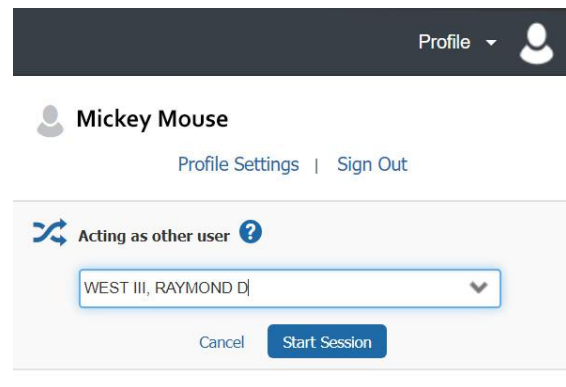 Profile
Mickey Mouse
Profile Settings | Sign Out
Acting as other user ?
WEST III, RAYMOND D
Cancel Start Session